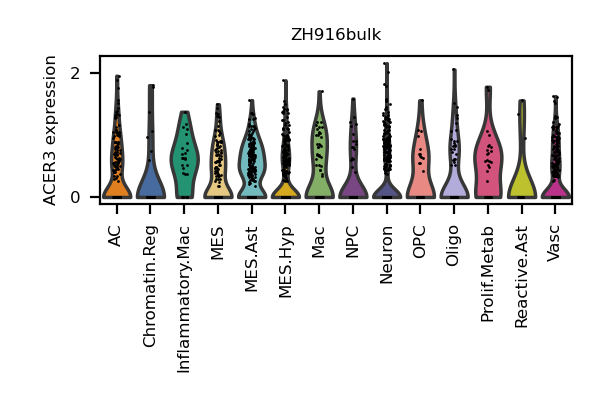 ZH916bulk
ACER3 expression
2
0
AC
Chromatin.Reg
Inflammatory.Mac
MES
MES.Ast
MES.Hyp
Mac
NPC
Neuron
OPC
Oligo
Prolif.Metab
Reactive.Ast
Vasc